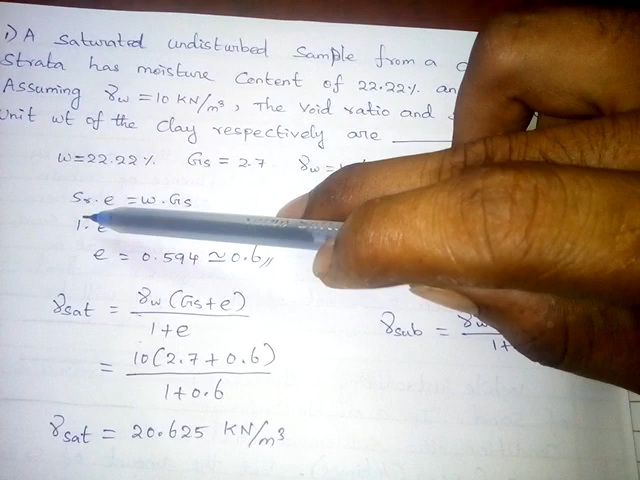 1) A saturated undisturbed sample from a
Strata has moisture content of 22.22%
Assuming γw = 10 KN/m³, The Void ratio and
unit wt of the clay respectively are
w = 22.22% Gs = 2.7 γw =
Sr.e = w.Gs
1.e
e = 0.594 ≃ 0.6//
γsat = γw (Gs+e)
1+e
= 10(2.7+0.6)
1+0.6
γsat = 20.625 KN/m³
γsub =